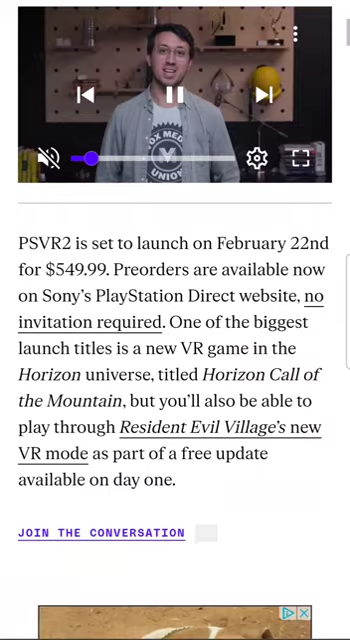 OX MED
UNION
PSVR2 is set to launch on February 22nd
for $549.99. Preorders are available now
on Sony’s PlayStation Direct website, no
invitation required. One of the biggest
launch titles is a new VR game in the
Horizon universe, titled Horizon Call of
the Mountain, but you’ll also be able to
play through Resident Evil Village’s new
VR mode as part of a free update
available on day one.
JOIN THE CONVERSATION